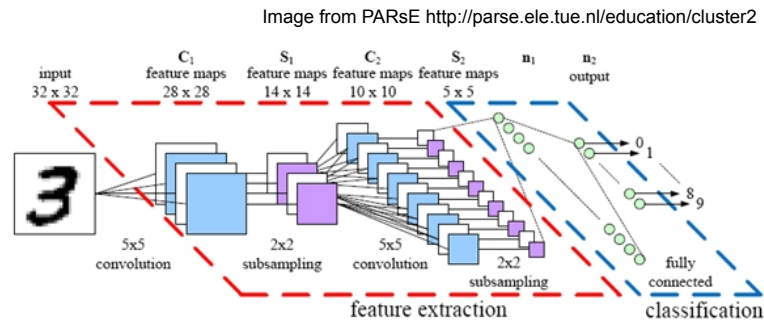 Image from PARsE http://parse.ele.tue.nl/education/cluster2
input
32 x 32
C1
feature maps
28 x 28
S1
feature maps
14 x 14
C2
feature maps
10 x 10
S2
feature maps
5 x 5
n1
n2
output
3
0
1
8
9
5x5
convolution
2x2
subsampling
5x5
convolution
2x2
subsampling
fully
connected
feature extraction
classification